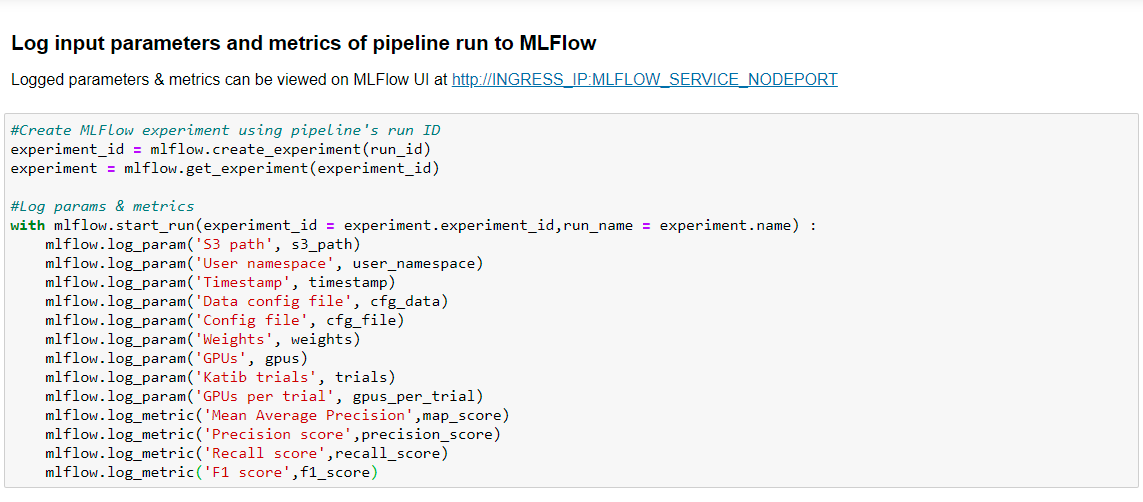 Log input parameters and metrics of pipeline run to MLFlow
Logged parameters & metrics can be viewed on MLFlow UI at http://INGRESS_IP:MLFLOW_SERVICE_NODEPORT
#Create MLFlow experiment using pipeline's run ID
experiment_id = mlflow.create_experiment(run_id)
experiment = mlflow.get_experiment(experiment_id)
#Log params & metrics
with mlflow.start_run(experiment_id = experiment.experiment_id,run_name = experiment.name) :
    mlflow.log_param('S3 path', s3_path)
    mlflow.log_param('User namespace', user_namespace)
    mlflow.log_param('Timestamp', timestamp)
    mlflow.log_param('Data config file', cfg_data)
    mlflow.log_param('Config file', cfg_file)
    mlflow.log_param('Weights', weights)
    mlflow.log_param('GPUs', gpus)
    mlflow.log_param('Katib trials', trials)
    mlflow.log_param('GPUs per trial', gpus_per_trial)
    mlflow.log_metric('Mean Average Precision',map_score)
    mlflow.log_metric('Precision score',precision_score)
    mlflow.log_metric('Recall score',recall_score)
    mlflow.log_metric('F1 score',f1_score)